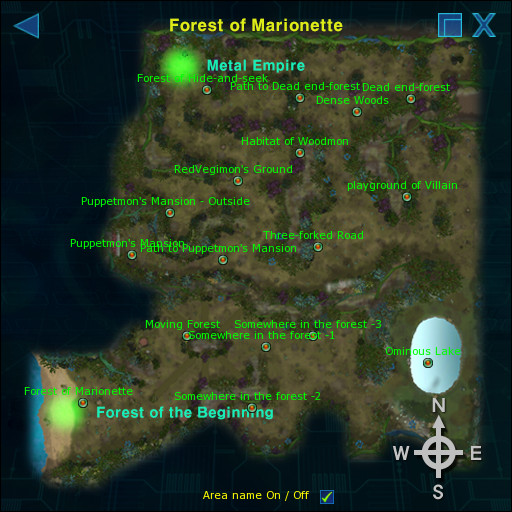 Forest of Marionette
Metal Empire
Forest of Hide-and-seek
Path to Dead end-forest
Dead end-forest
Dense Woods
Habitat of Woodmon
RedVegimon's Ground
playground of Villain
Puppetmon's Mansion - Outside
Three-forked Road
Puppetmon's Mansion
Path to Puppetmon's Mansion
Moving Forest
Somewhere in the forest -3
Somewhere in the forest -1
Ominous Lake
Forest of Marionette
Somewhere in the forest -2
Forest of the Beginning
N
W
E
S
Area name On / Off